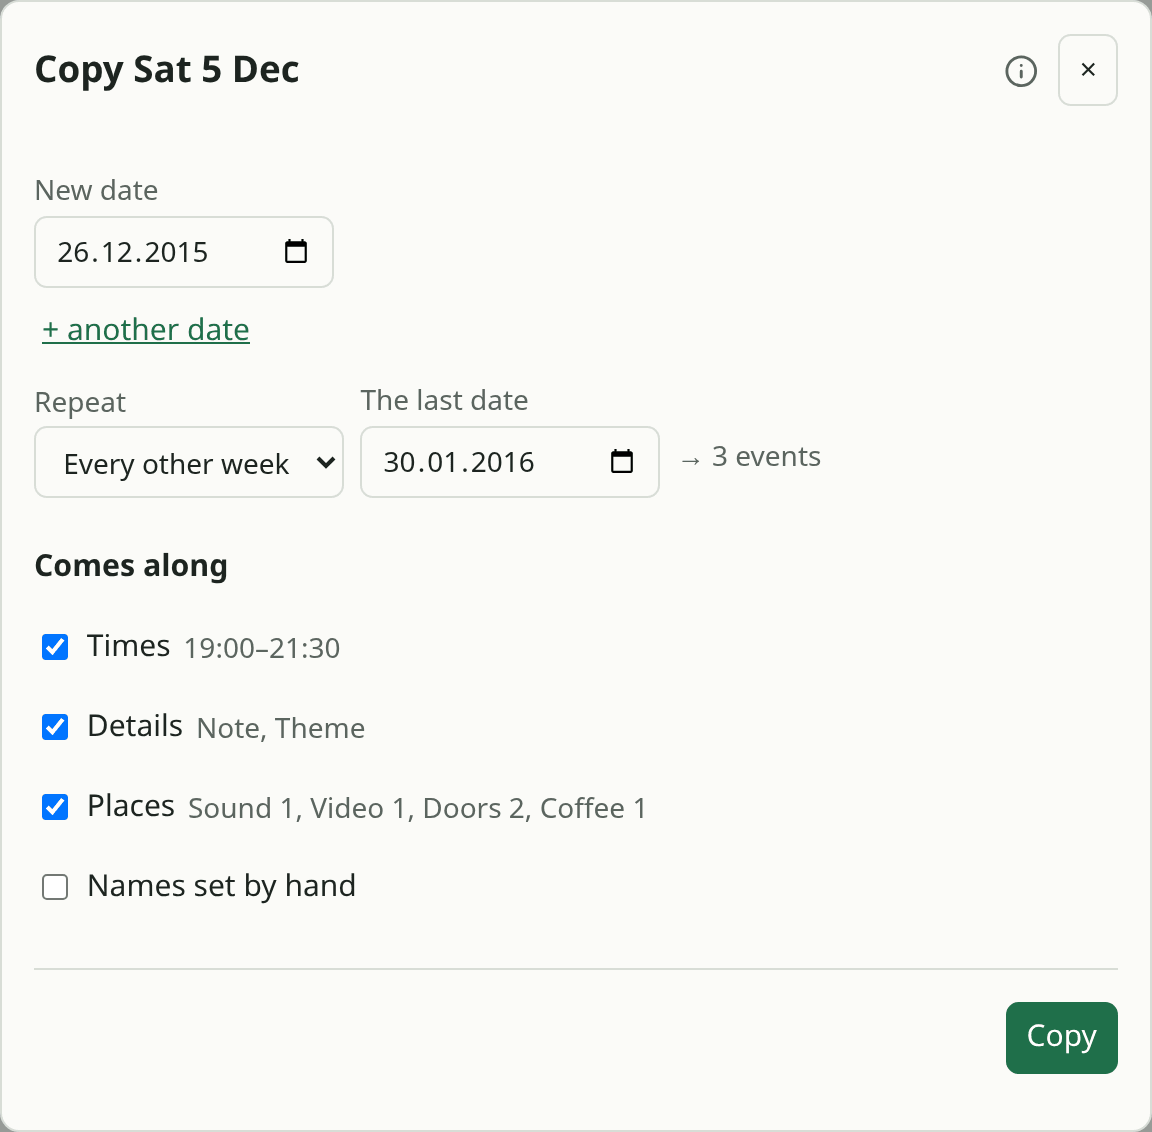 Copy Sat 5 Dec
×
New date
26.12.2015
+ another date
Repeat
The last date
Every other week
30.01.2016
→ 3 events
Comes along
Times 19:00–21:30
Details Note, Theme
Places Sound 1, Video 1, Doors 2, Coffee 1
Names set by hand
Copy